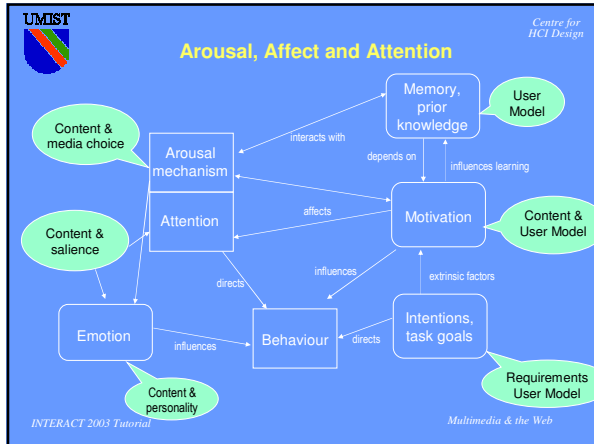 UMIST
Centre for
HCI Design
Arousal, Affect and Attention
Memory,
prior
knowledge
User
Model
Content &
media choice
interacts with
Arousal
mechanism
depends on
influences learning
Attention
affects
Motivation
Content &
User Model
Content &
salience
directs
influences
extrinsic factors
Emotion
influences
Behaviour
directs
Intentions,
task goals
Content &
personality
Requirements
User Model
INTERACT 2003 Tutorial
Multimedia & the Web